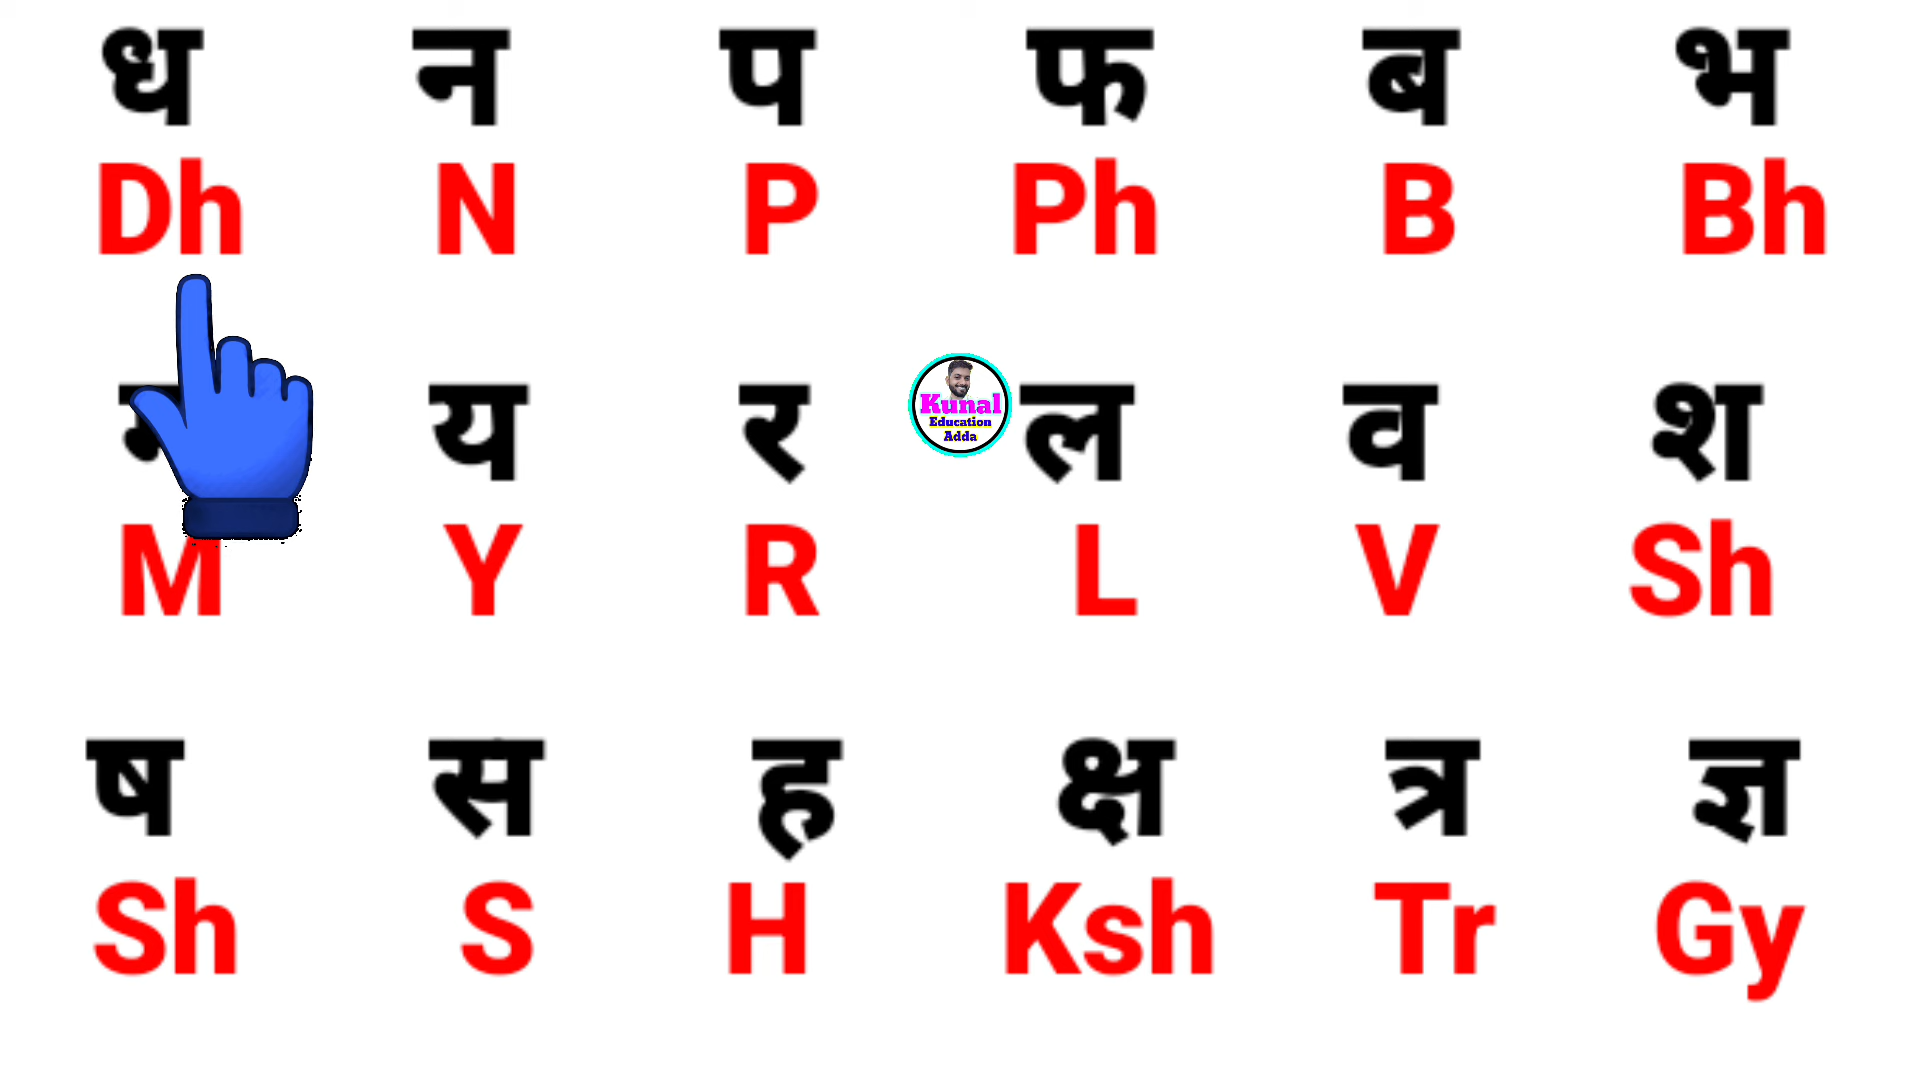 ध न प फ ब भ
Dh N P Ph B Bh
य र ल व श
Kunal
Education
Adda
M Y R L V Sh
ष स ह क्ष त्र ज्ञ
Sh S H Ksh Tr Gy